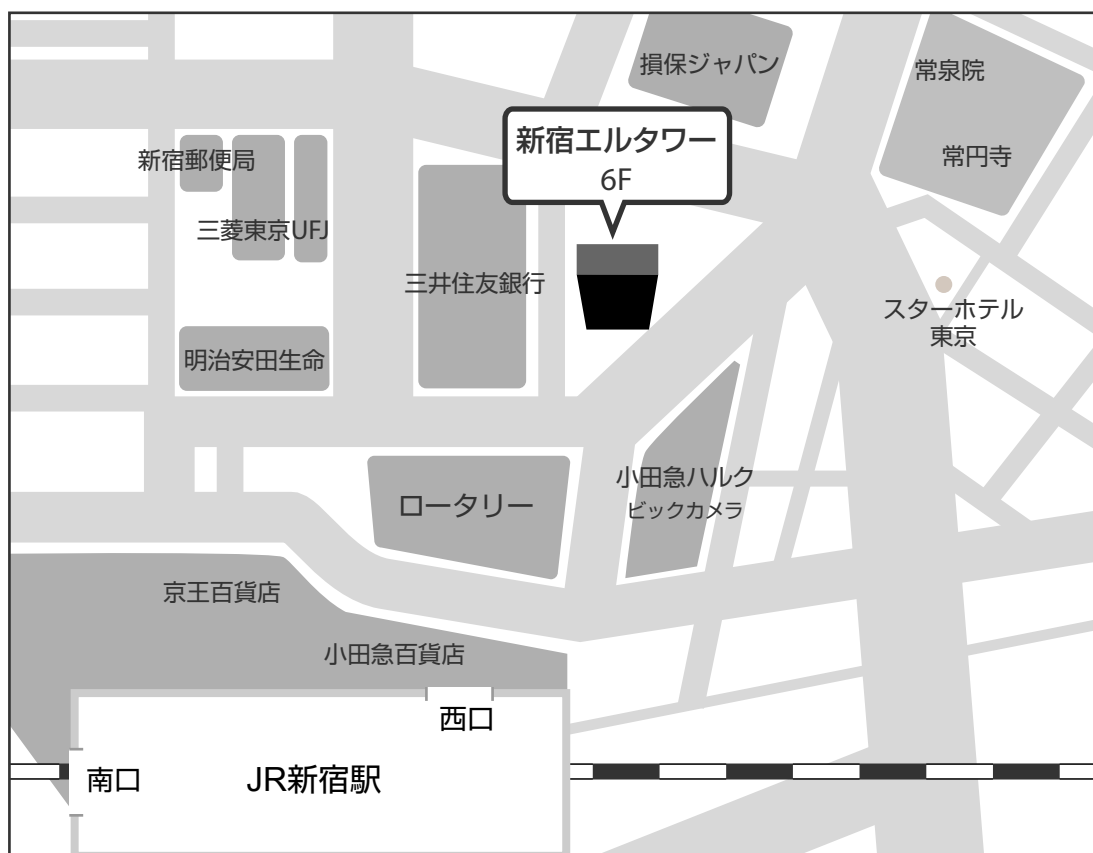 損保ジャパン
常泉院
新宿エルタワー
6F
常円寺
新宿郵便局
三菱東京UFJ
三井住友銀行
スターホテル
東京
明治安田生命
小田急ハルク
ビックカメラ
ロータリー
京王百貨店
小田急百貨店
西口
南口
JR新宿駅